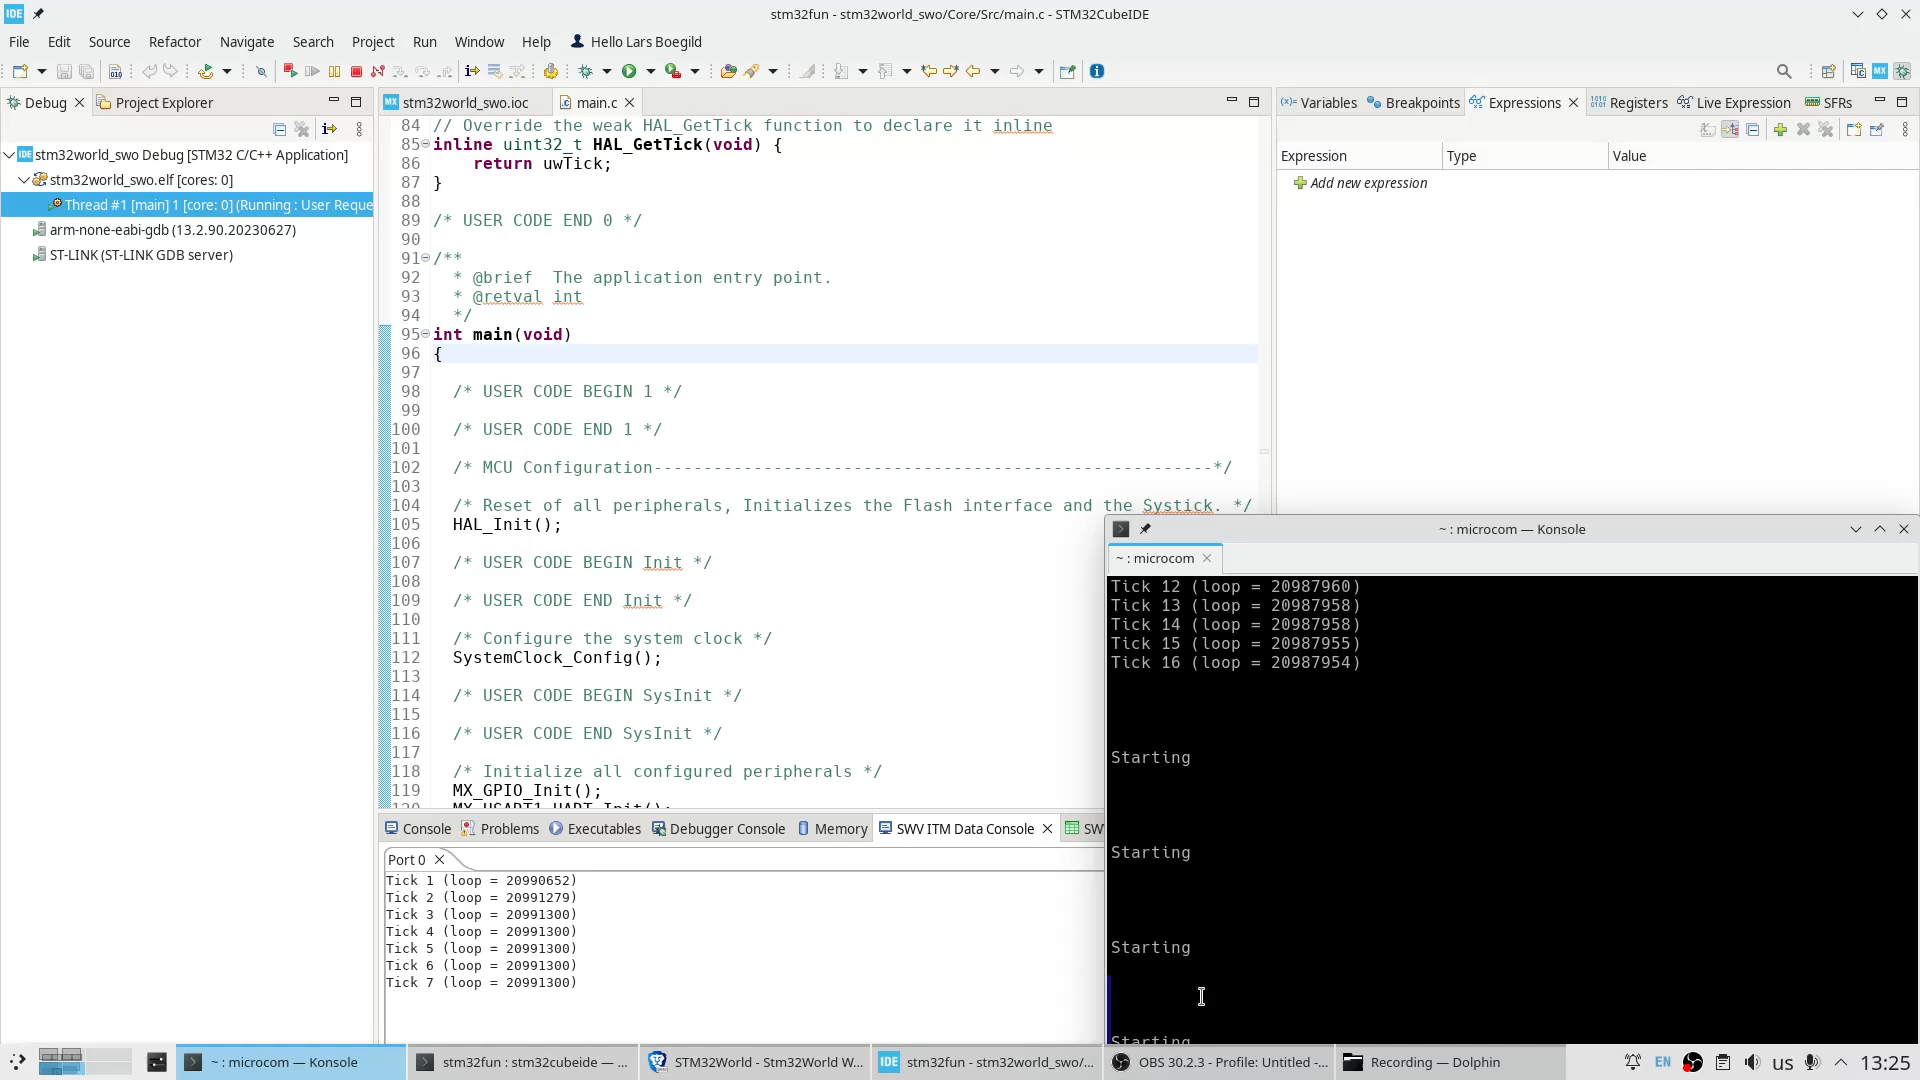 IDE
stm32fun - stm32world_swo/Core/Src/main.c - STM32CubeIDE
File Edit Source Refactor Navigate Search Project Run Window Help Hello Lars Boegild
Debug Project Explorer
stm32world_swo Debug [STM32 C/C++ Application]
stm32world_swo.elf [cores: 0]
Thread #1 [main] 1 [core: 0] (Running : User Reque
arm-none-eabi-gdb (13.2.90.20230627)
ST-LINK (ST-LINK GDB server)
MX stm32world_swo.ioc main.c
84 // Override the weak HAL_GetTick function to declare it inline
85 inline uint32_t HAL_GetTick(void) {
86 return uwTick;
87 }
88
89 /* USER CODE END 0 */
90
91 /**
92 * @brief  The application entry point.
93 * @retval int
94 */
95 int main(void)
96 {
97
98 /* USER CODE BEGIN 1 */
99
100 /* USER CODE END 1 */
101
102 /* MCU Configuration--------------------------------------------------------*/
103
104 /* Reset of all peripherals, Initializes the Flash interface and the Systick. */
105 HAL_Init();
106
107 /* USER CODE BEGIN Init */
108
109 /* USER CODE END Init */
110
111 /* Configure the system clock */
112 SystemClock_Config();
113
114 /* USER CODE BEGIN SysInit */
115
116 /* USER CODE END SysInit */
117
118 /* Initialize all configured peripherals */
119 MX_GPIO_Init();
120 MX_USART1_UART_Init();
(x)= Variables Breakpoints Expressions Registers Live Expression SFRs
Expression Type Value
Add new expression
Console Problems Executables Debugger Console Memory SWV ITM Data Console SW
Port 0
Tick 1 (loop = 20990652)
Tick 2 (loop = 20991279)
Tick 3 (loop = 20991300)
Tick 4 (loop = 20991300)
Tick 5 (loop = 20991300)
Tick 6 (loop = 20991300)
Tick 7 (loop = 20991300)
~ : microcom — Konsole
~ : microcom
Tick 12 (loop = 20987960)
Tick 13 (loop = 20987958)
Tick 14 (loop = 20987958)
Tick 15 (loop = 20987955)
Tick 16 (loop = 20987954)
Starting
Starting
Starting
Starting
~ : microcom — Konsole
stm32fun : stm32cubeide — ...
STM32World - Stm32World W...
IDE stm32fun - stm32world_swo/...
OBS 30.2.3 - Profile: Untitled -...
Recording — Dolphin
EN us 13:25